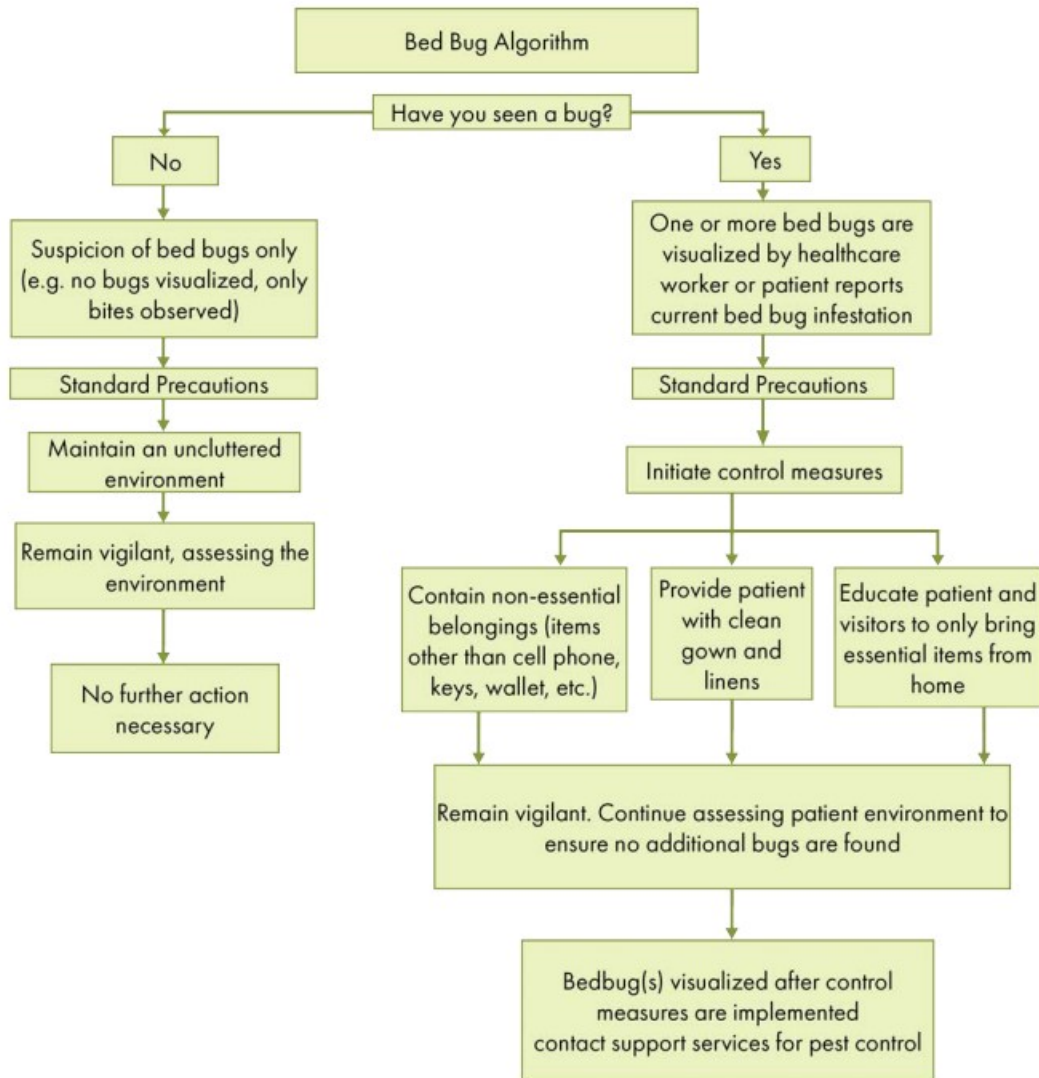 Bed Bug Algorithm
Have you seen a bug?
No
Suspicion of bed bugs only
(e.g. no bugs visualized, only
bites observed)
Standard Precautions
Maintain an uncluttered
environment
Remain vigilant, assessing the
environment
No further action
necessary
Yes
One or more bed bugs are
visualized by healthcare
worker or patient reports
current bed bug infestation
Standard Precautions
Initiate control measures
Contain non-essential
belongings (items
other than cell phone,
keys, wallet, etc.)
Provide patient
with clean
gown and
linens
Educate patient and
visitors to only bring
essential items from
home
Remain vigilant. Continue assessing patient environment to
ensure no additional bugs are found
Bedbug(s) visualized after control
measures are implemented
contact support services for pest control